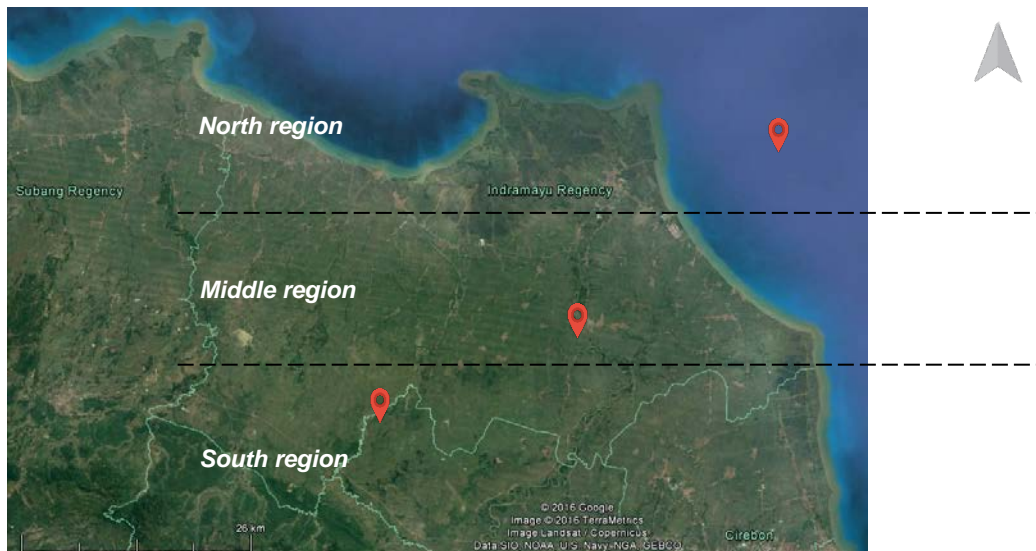 North region
Subang Regency
Indramayu Regency
Middle region
South region
26 km
© 2016 Google
Image © 2016 TerraMetrics
Image Landsat / Copernicus
Data SIO, NOAA, U.S. Navy, NGA, GEBCO
Cirebon